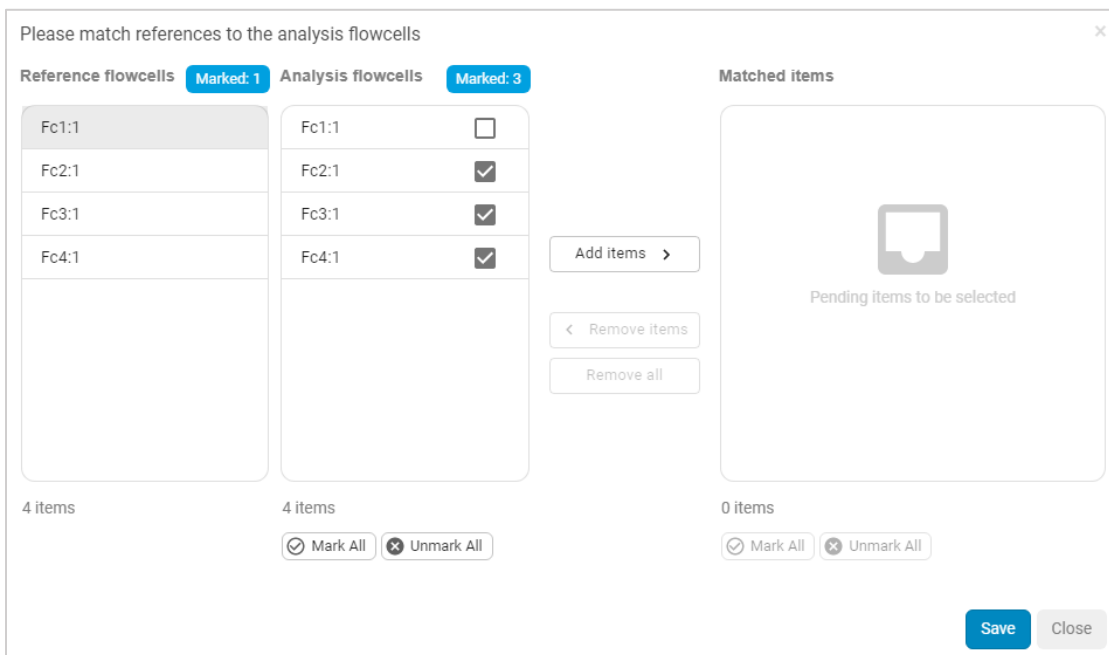 Please match references to the analysis flowcells
×
Reference flowcells Marked: 1 Analysis flowcells Marked: 3 Matched items
Fc1:1 Fc1:1
Fc2:1 Fc2:1
Fc3:1 Fc3:1
Fc4:1 Fc4:1
Add items >
Pending items to be selected
< Remove items
Remove all
4 items 4 items 0 items
Mark All Unmark All Mark All Unmark All
Save Close